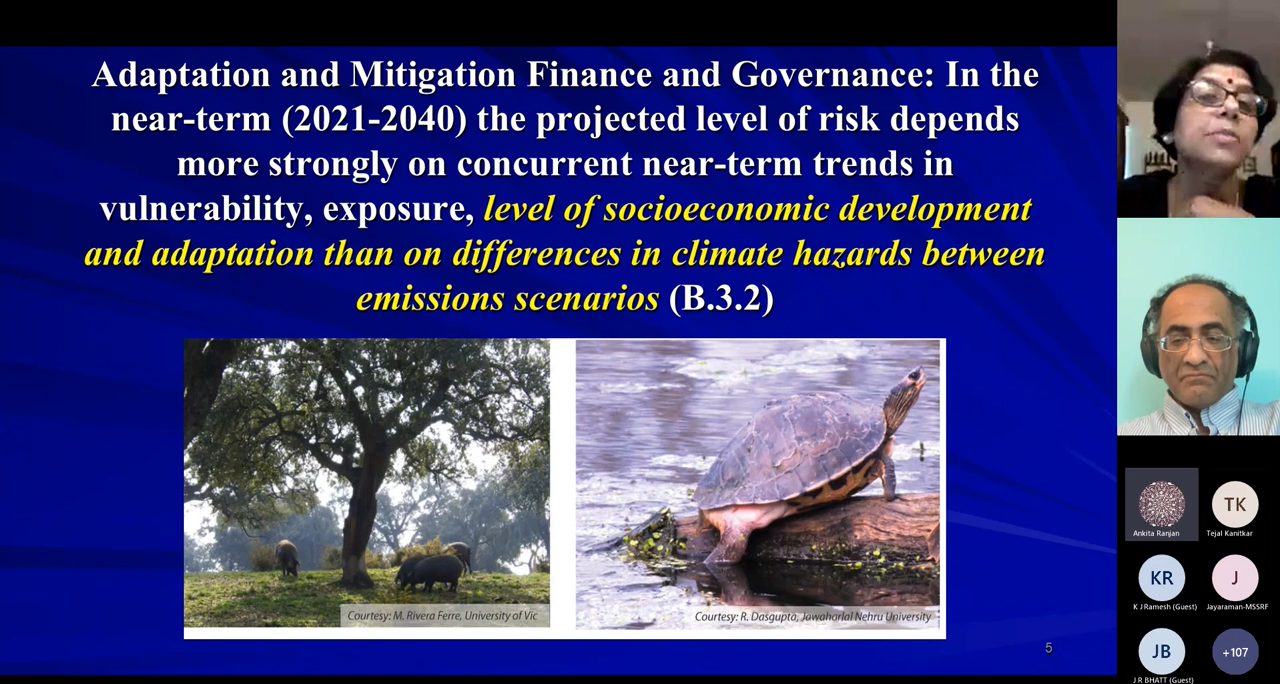 Adaptation and Mitigation Finance and Governance: In the
near-term (2021-2040) the projected level of risk depends
more strongly on concurrent near-term trends in
vulnerability, exposure, level of socioeconomic development
and adaptation than on differences in climate hazards between
emissions scenarios (B.3.2)
Courtesy: M. Rivera Ferre, University of Vic
Courtesy: R. Dasgupta, Jawaharlal Nehru University
5
Ankita Ranjan
TK
Tejal Kanitkar
KR
K J Ramesh (Guest)
J
Jayaraman-MSSRF
JB
J R BHATT (Guest)
+107